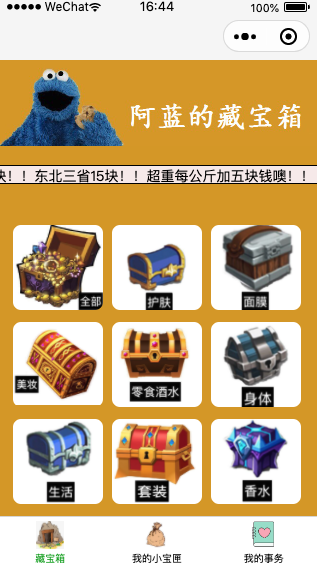 WeChat 16:44 100%
阿蓝的藏宝箱
块！！东北三省15块！！超重每公斤加五块钱噢！！
全部 护肤 面膜
美妆 零食酒水 身体
生活 套装 香水
藏宝箱 我的小宝匣 我的事务